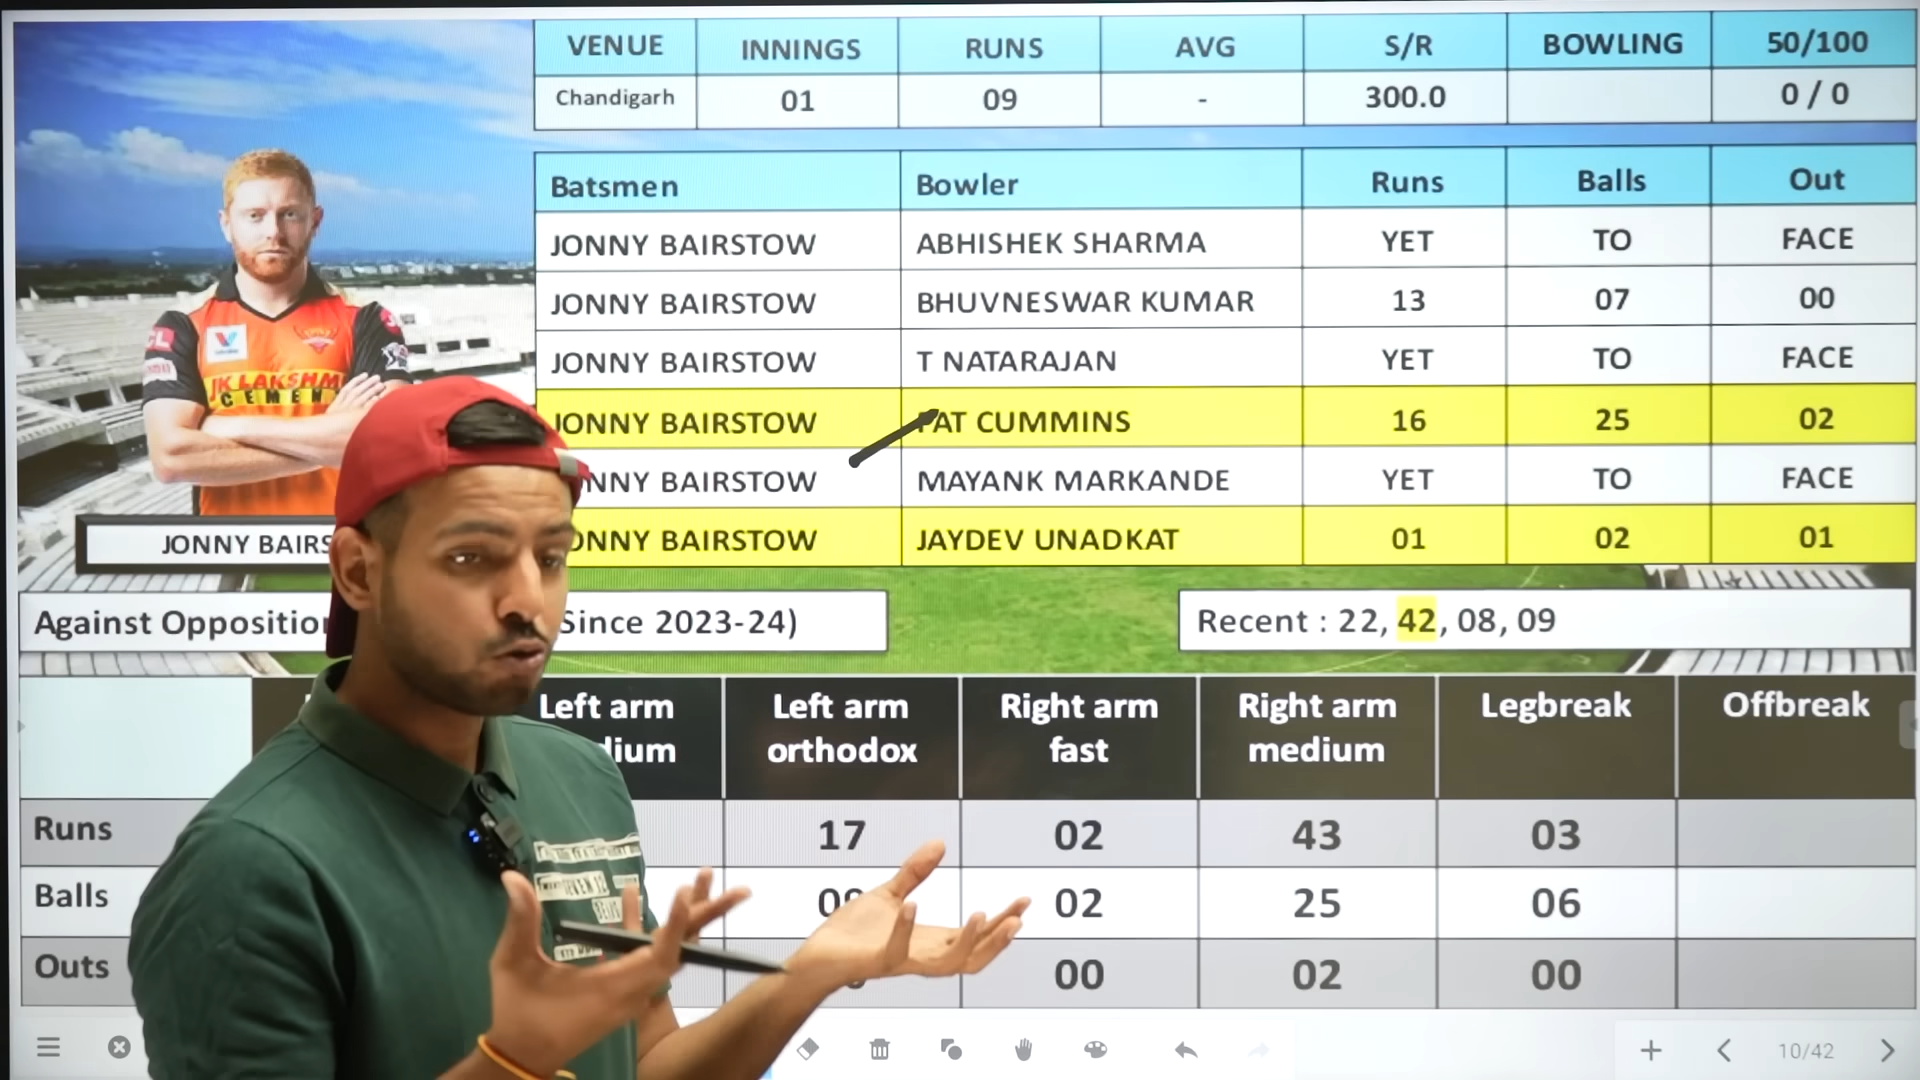 VENUE INNINGS RUNS AVG S/R BOWLING 50/100
Chandigarh 01 09 - 300.0 0 / 0
Batsmen Bowler Runs Balls Out
JONNY BAIRSTOW ABHISHEK SHARMA YET TO FACE
JONNY BAIRSTOW BHUVNESWAR KUMAR 13 07 00
JONNY BAIRSTOW T NATARAJAN YET TO FACE
JONNY BAIRSTOW PAT CUMMINS 16 25 02
NNY BAIRSTOW MAYANK MARKANDE YET TO FACE
ONNY BAIRSTOW JAYDEV UNADKAT 01 02 01
JK LAKSHM
CEMEN
JONNY BAIRS
Against Opposition Since 2023-24) Recent : 22, 42, 08, 09
Left arm Left arm orthodox Right arm fast Right arm medium Legbreak Offbreak
Runs 17 02 43 03
Balls 02 25 06
Outs 00 02 00
10/42